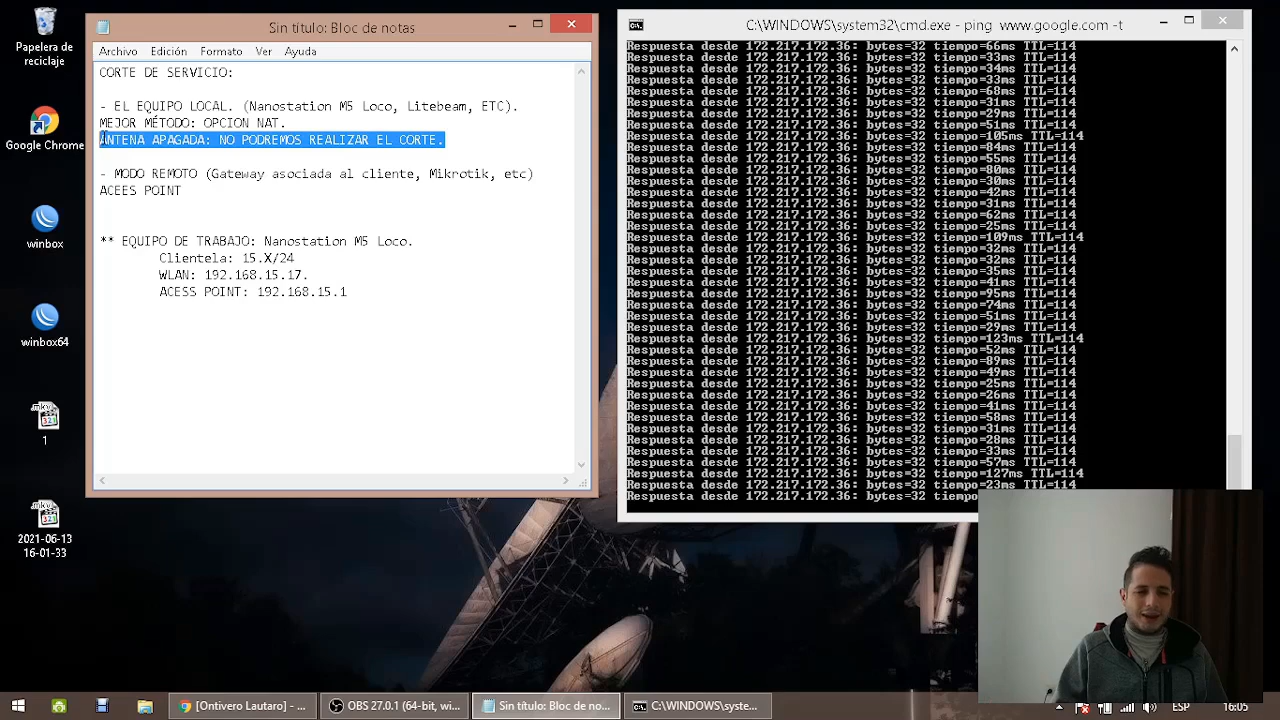 Papelera de
reciclaje
Google Chrome
winbox
winbox64
1
2021-06-13
16-01-33
Sin título: Bloc de notas
Archivo Edición Formato Ver Ayuda
CORTE DE SERVICIO:
- EL EQUIPO LOCAL. (Nanostation M5 Loco, Litebeam, ETC).
MEJOR MÉTODO: OPCION NAT.
ANTENA APAGADA: NO PODREMOS REALIZAR EL CORTE.
- MODO REMOTO (Gateway asociada al cliente, Mikrotik, etc)
ACEES POINT
** EQUIPO DE TRABAJO: Nanostation M5 Loco.
Clientela: 15.X/24
WLAN: 192.168.15.17.
ACESS POINT: 192.168.15.1
C:\WINDOWS\system32\cmd.exe - ping www.google.com -t
Respuesta desde 172.217.172.36: bytes=32 tiempo=66ms TTL=114
Respuesta desde 172.217.172.36: bytes=32 tiempo=33ms TTL=114
Respuesta desde 172.217.172.36: bytes=32 tiempo=34ms TTL=114
Respuesta desde 172.217.172.36: bytes=32 tiempo=33ms TTL=114
Respuesta desde 172.217.172.36: bytes=32 tiempo=68ms TTL=114
Respuesta desde 172.217.172.36: bytes=32 tiempo=31ms TTL=114
Respuesta desde 172.217.172.36: bytes=32 tiempo=29ms TTL=114
Respuesta desde 172.217.172.36: bytes=32 tiempo=51ms TTL=114
Respuesta desde 172.217.172.36: bytes=32 tiempo=105ms TTL=114
Respuesta desde 172.217.172.36: bytes=32 tiempo=84ms TTL=114
Respuesta desde 172.217.172.36: bytes=32 tiempo=55ms TTL=114
Respuesta desde 172.217.172.36: bytes=32 tiempo=80ms TTL=114
Respuesta desde 172.217.172.36: bytes=32 tiempo=30ms TTL=114
Respuesta desde 172.217.172.36: bytes=32 tiempo=42ms TTL=114
Respuesta desde 172.217.172.36: bytes=32 tiempo=31ms TTL=114
Respuesta desde 172.217.172.36: bytes=32 tiempo=62ms TTL=114
Respuesta desde 172.217.172.36: bytes=32 tiempo=25ms TTL=114
Respuesta desde 172.217.172.36: bytes=32 tiempo=109ms TTL=114
Respuesta desde 172.217.172.36: bytes=32 tiempo=32ms TTL=114
Respuesta desde 172.217.172.36: bytes=32 tiempo=32ms TTL=114
Respuesta desde 172.217.172.36: bytes=32 tiempo=35ms TTL=114
Respuesta desde 172.217.172.36: bytes=32 tiempo=41ms TTL=114
Respuesta desde 172.217.172.36: bytes=32 tiempo=95ms TTL=114
Respuesta desde 172.217.172.36: bytes=32 tiempo=74ms TTL=114
Respuesta desde 172.217.172.36: bytes=32 tiempo=51ms TTL=114
Respuesta desde 172.217.172.36: bytes=32 tiempo=29ms TTL=114
Respuesta desde 172.217.172.36: bytes=32 tiempo=123ms TTL=114
Respuesta desde 172.217.172.36: bytes=32 tiempo=52ms TTL=114
Respuesta desde 172.217.172.36: bytes=32 tiempo=89ms TTL=114
Respuesta desde 172.217.172.36: bytes=32 tiempo=49ms TTL=114
Respuesta desde 172.217.172.36: bytes=32 tiempo=25ms TTL=114
Respuesta desde 172.217.172.36: bytes=32 tiempo=26ms TTL=114
Respuesta desde 172.217.172.36: bytes=32 tiempo=41ms TTL=114
Respuesta desde 172.217.172.36: bytes=32 tiempo=58ms TTL=114
Respuesta desde 172.217.172.36: bytes=32 tiempo=31ms TTL=114
Respuesta desde 172.217.172.36: bytes=32 tiempo=28ms TTL=114
Respuesta desde 172.217.172.36: bytes=32 tiempo=33ms TTL=114
Respuesta desde 172.217.172.36: bytes=32 tiempo=57ms TTL=114
Respuesta desde 172.217.172.36: bytes=32 tiempo=127ms TTL=114
Respuesta desde 172.217.172.36: bytes=32 tiempo=23ms TTL=114
Respuesta desde 172.217.172.36: bytes=32 tiempo
[Ontivero Lautaro] - ... OBS 27.0.1 (64-bit, wi... Sin título: Bloc de no... C:\WINDOWS\syste... ESP 16:05